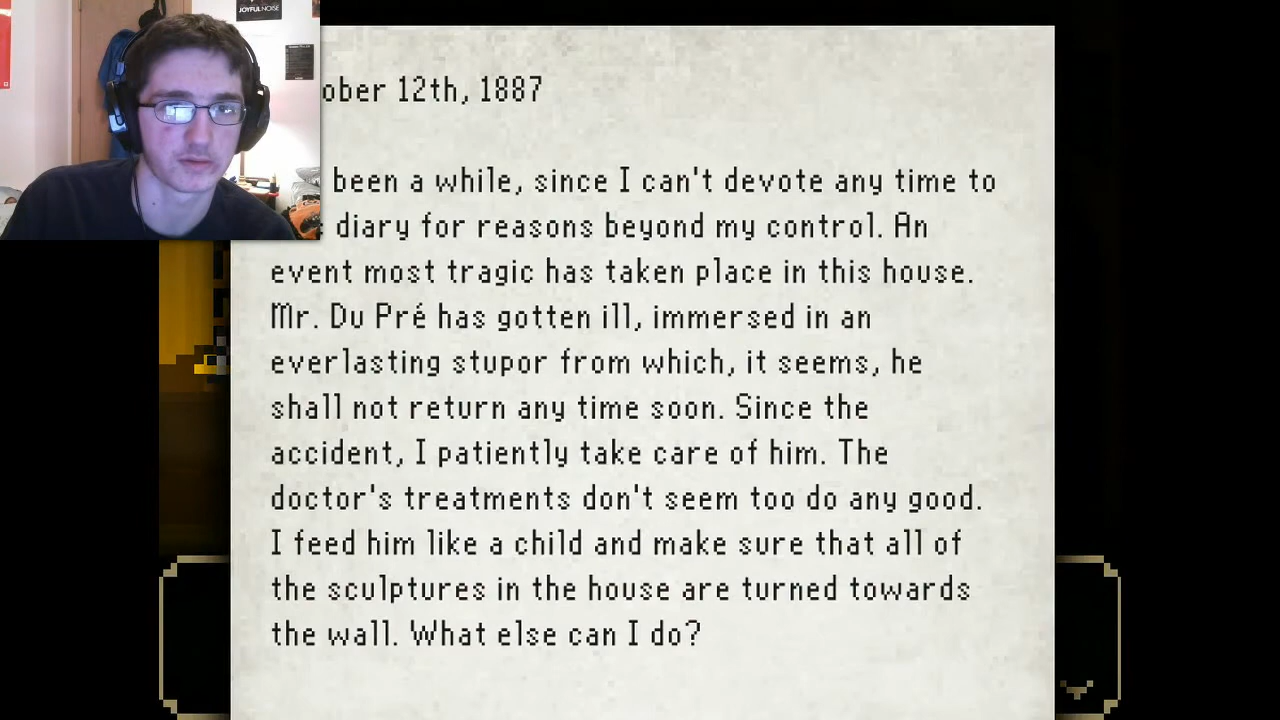 JOYFUL NOISE
ober 12th, 1887
been a while, since I can't devote any time to
diary for reasons beyond my control. An
event most tragic has taken place in this house.
Mr. Du Pré has gotten ill, immersed in an
everlasting stupor from which, it seems, he
shall not return any time soon. Since the
accident, I patiently take care of him. The
doctor's treatments don't seem too do any good.
I feed him like a child and make sure that all of
the sculptures in the house are turned towards
the wall. What else can I do?